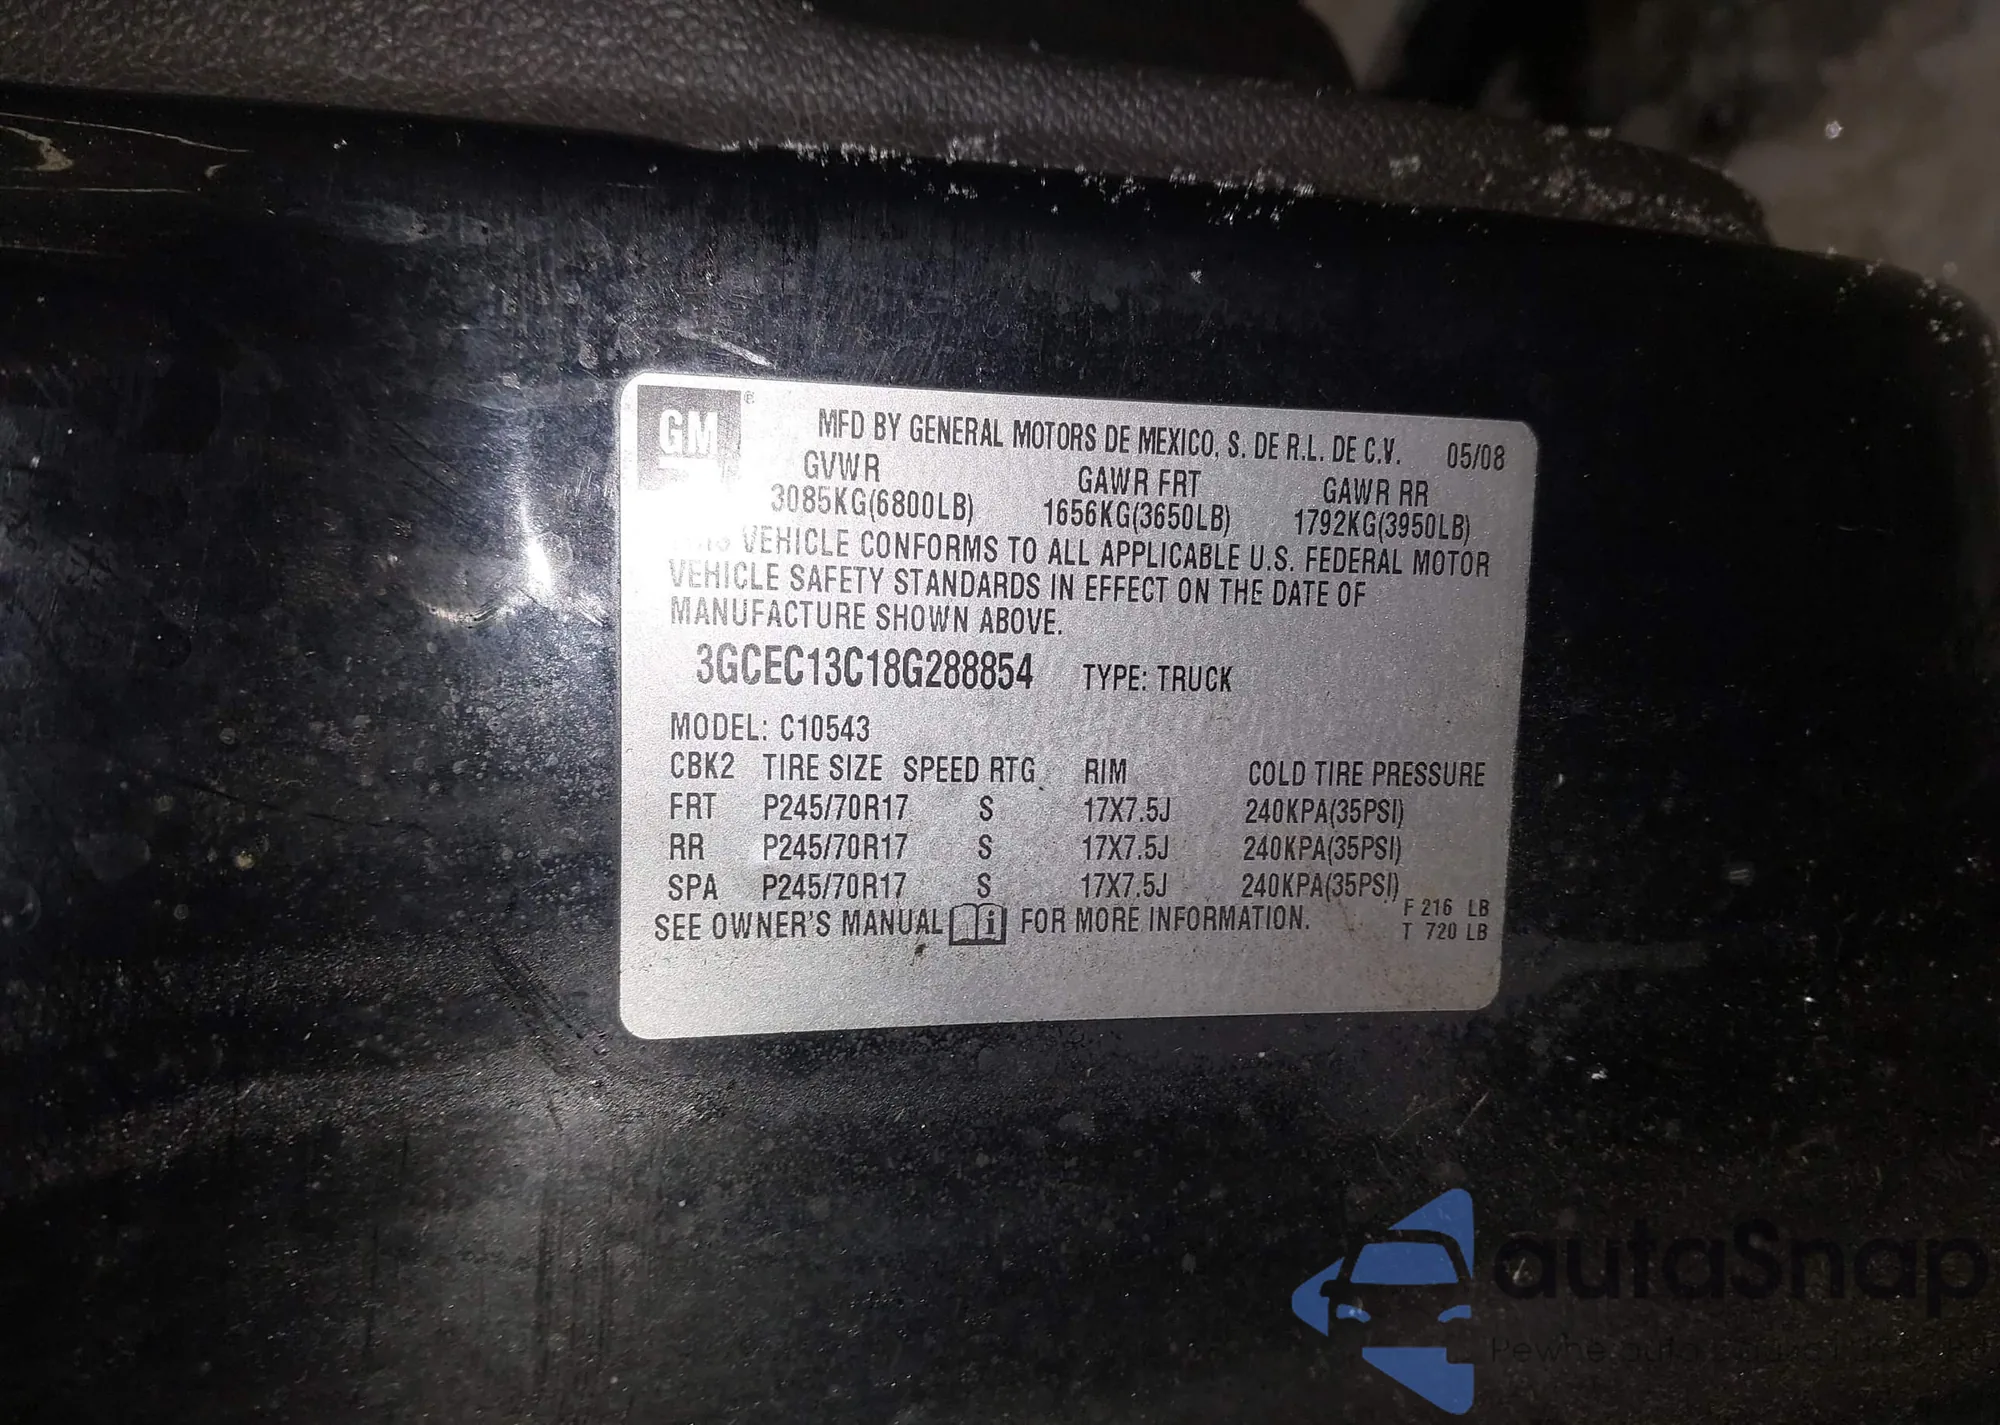 GM ®
MFD BY GENERAL MOTORS DE MEXICO, S. DE R.L. DE C.V. 05/08
GVWR GAWR FRT GAWR RR
3085KG(6800LB) 1656KG(3650LB) 1792KG(3950LB)
THIS VEHICLE CONFORMS TO ALL APPLICABLE U.S. FEDERAL MOTOR
VEHICLE SAFETY STANDARDS IN EFFECT ON THE DATE OF
MANUFACTURE SHOWN ABOVE.
3GCEC13C18G288854 TYPE: TRUCK
MODEL: C10543
CBK2 TIRE SIZE SPEED RTG RIM COLD TIRE PRESSURE
FRT P245/70R17 S 17X7.5J 240KPA(35PSI)
RR P245/70R17 S 17X7.5J 240KPA(35PSI)
SPA P245/70R17 S 17X7.5J 240KPA(35PSI)
SEE OWNER'S MANUAL FOR MORE INFORMATION.
F 216 LB
T 720 LB
autaSnap
Pewne auto